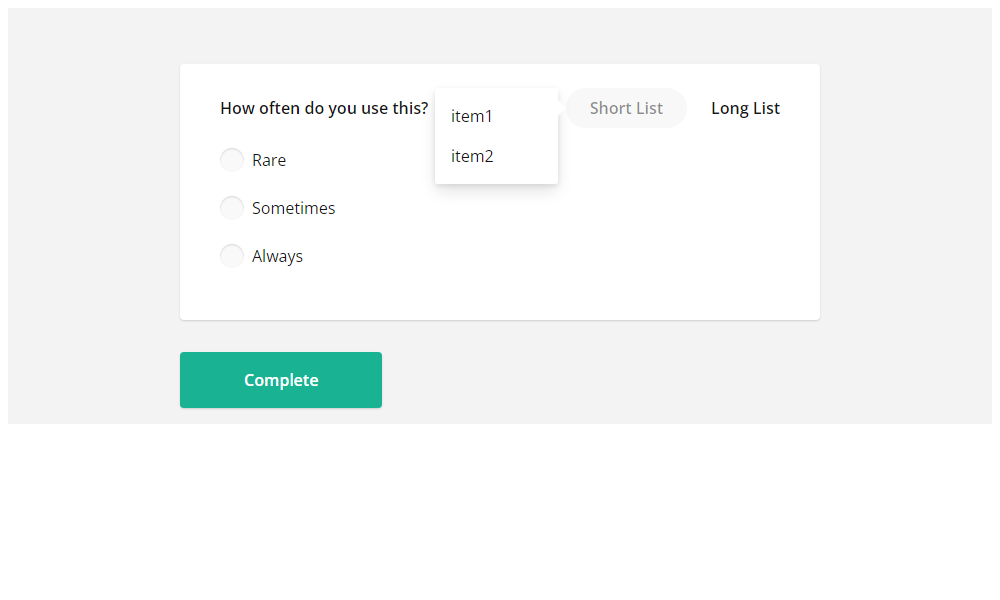 How often do you use this?
item1
item2
Short List
Long List
Rare
Sometimes
Always
Complete